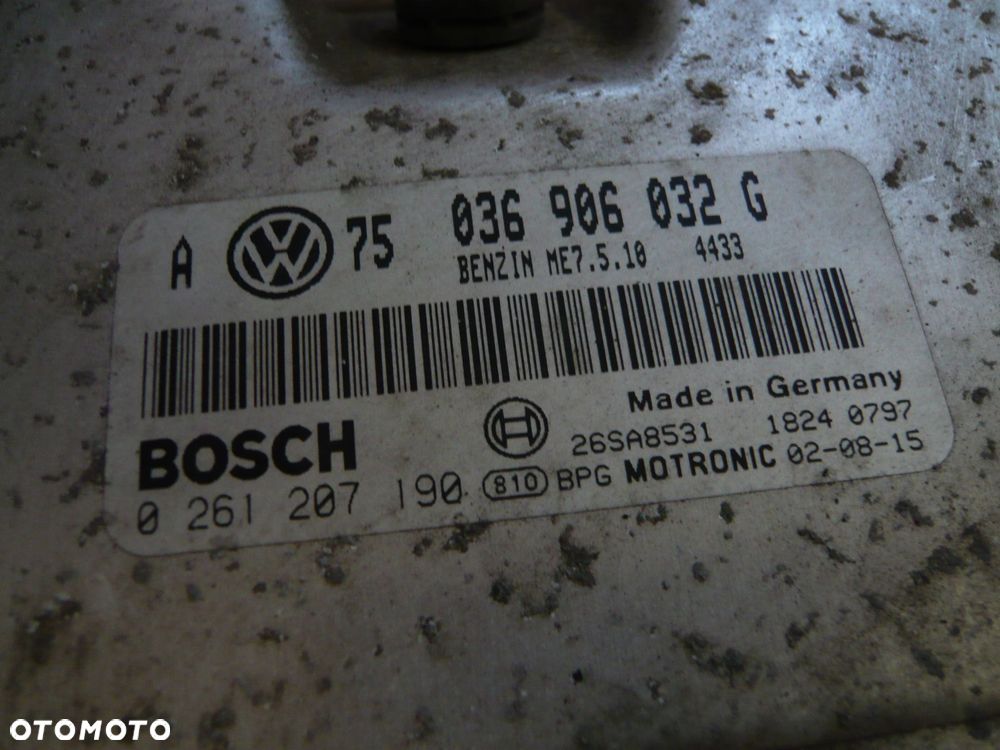 A VW 75 036 906 032 G
BENZIN ME7.5.10 4433
Made in Germany
BOSCH 26SA8531 1824 0797
0 261 207 190 810 BPG MOTRONIC 02-08-15
OTOMOTO